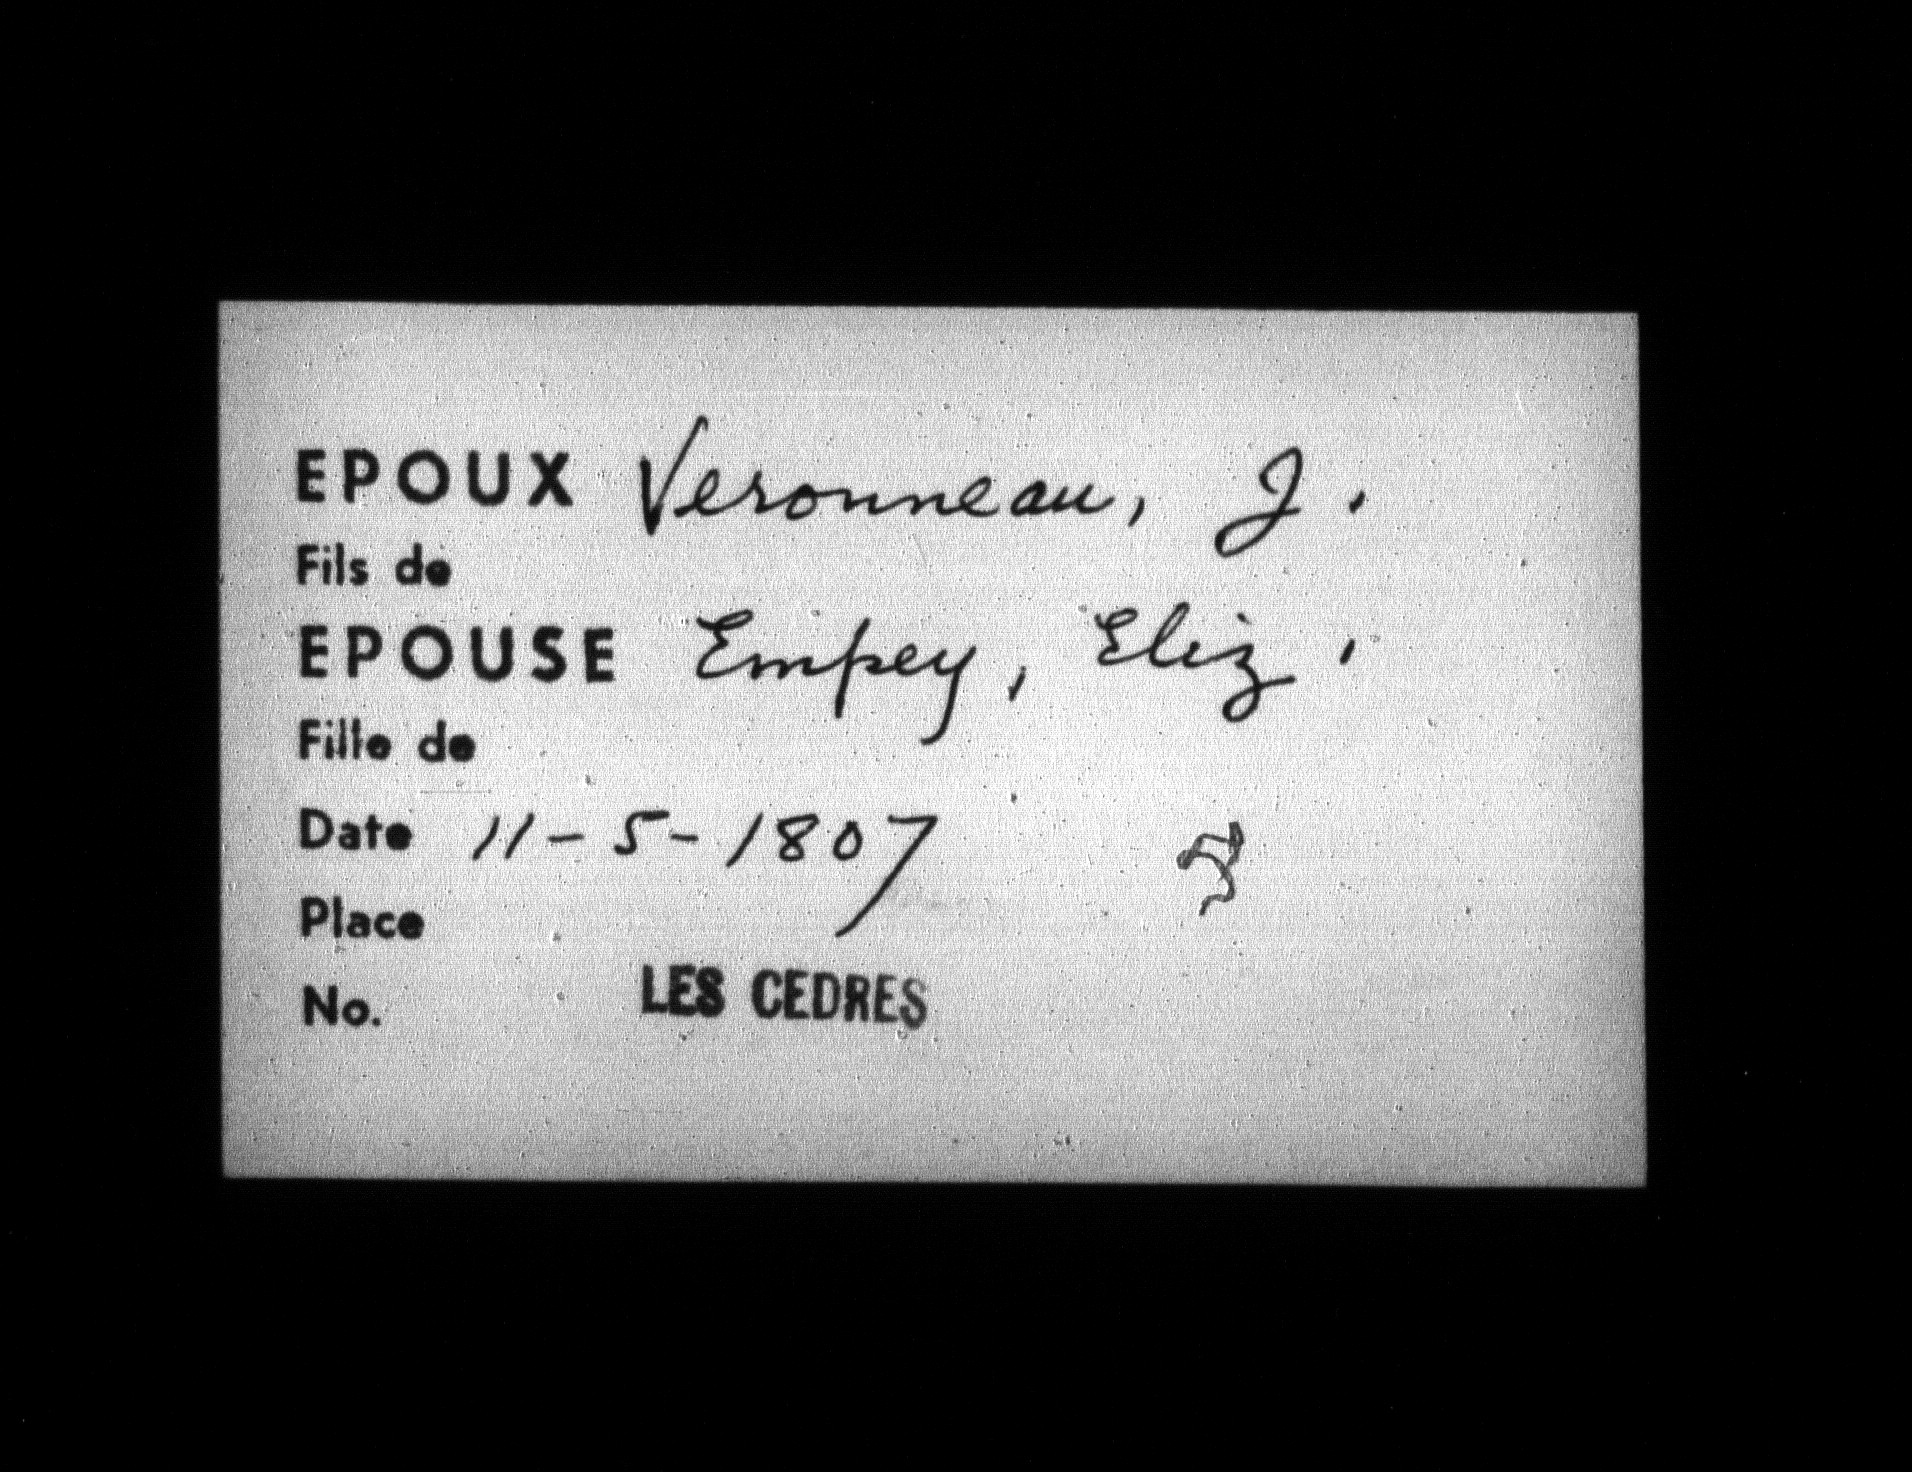 EPOUX Veronneau, J.
Fils de
EPOUSE Empey, Eliz.
Fille de
Date 11-5-1807
Place
LES CEDRES
No.